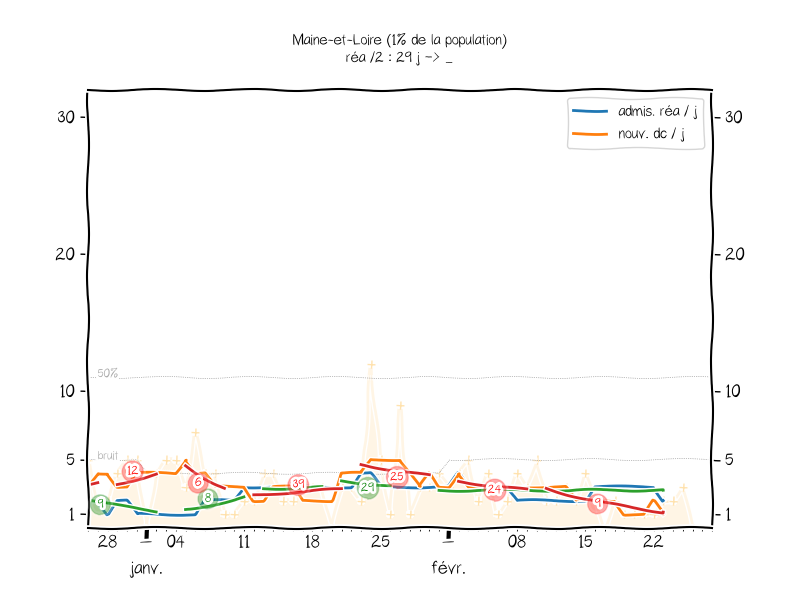 Maine-et-Loire (1% de la population)
réa /2 : 29 j -> _
admis. réa / j
nouv. dc / j
30 30
20 20
50%
10 10
bruit
5 5
1 1
12 6 39 25 24 9
9 8 29
28 1 04 11 18 25 1 08 15 22
janv. févr.